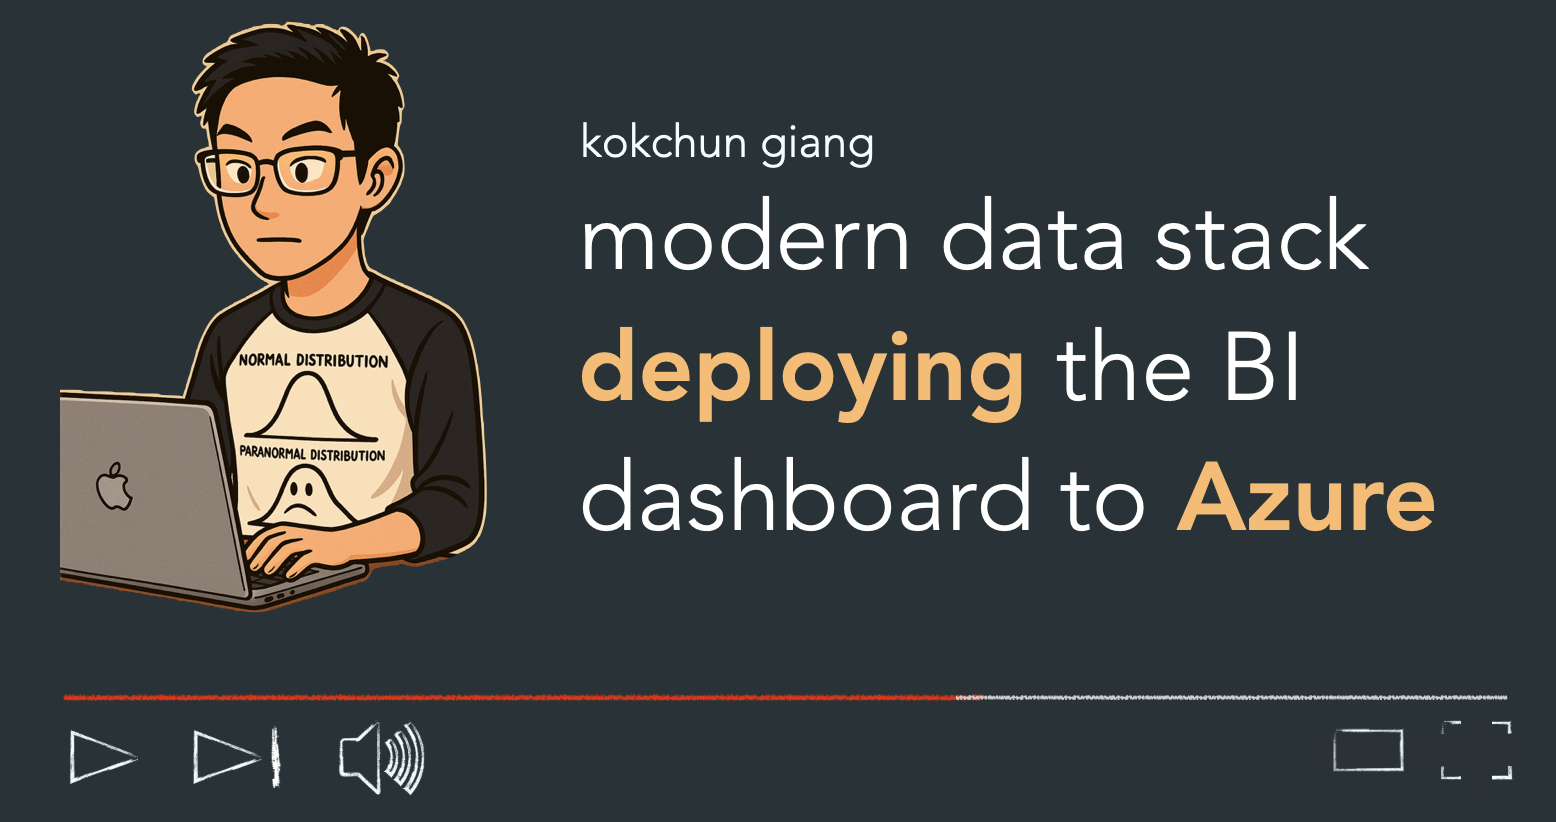 kokchun giang
modern data stack
deploying the BI
dashboard to Azure
NORMAL DISTRIBUTION
PARANORMAL DISTRIBUTION